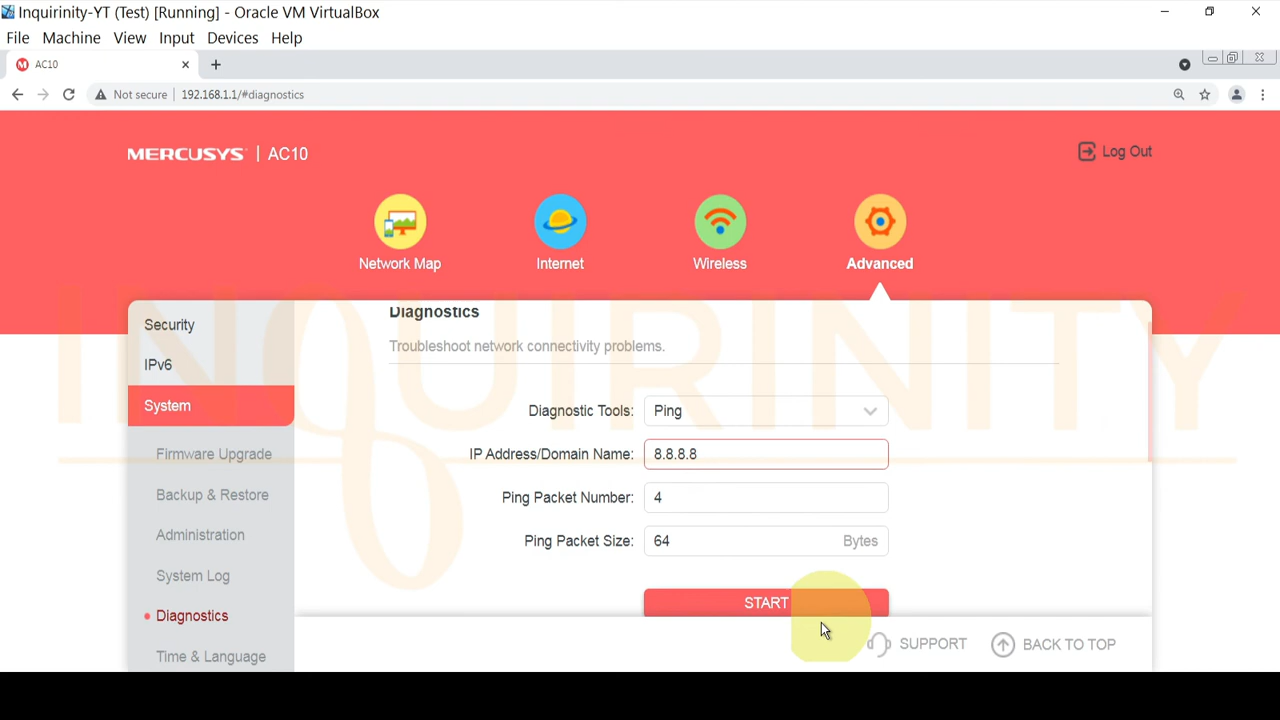 Inquirinity-YT (Test) [Running] - Oracle VM VirtualBox
File Machine View Input Devices Help
AC10
Not secure 192.168.1.1/#diagnostics
MERCUSYS | AC10
Log Out
Network Map
Internet
Wireless
Advanced
INQUIRINITY
Security
IPv6
System
Firmware Upgrade
Backup & Restore
Administration
System Log
Diagnostics
Time & Language
Diagnostics
Troubleshoot network connectivity problems.
Diagnostic Tools: Ping
IP Address/Domain Name: 8.8.8.8
Ping Packet Number: 4
Ping Packet Size: 64 Bytes
START
SUPPORT
BACK TO TOP